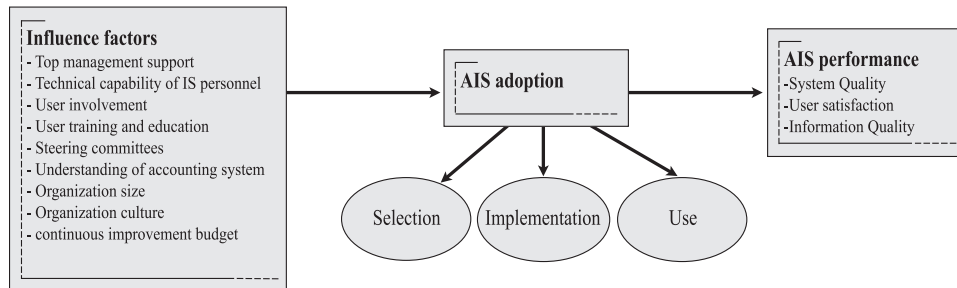 Influence factors
- Top management support
- Technical capability of IS personnel
- User involvement
- User training and education
- Steering committees
- Understanding of accounting system
- Organization size
- Organization culture
- continuous improvement budget
AIS adoption
Selection
Implementation
Use
AIS performance
-System Quality
-User satisfaction
-Information Quality